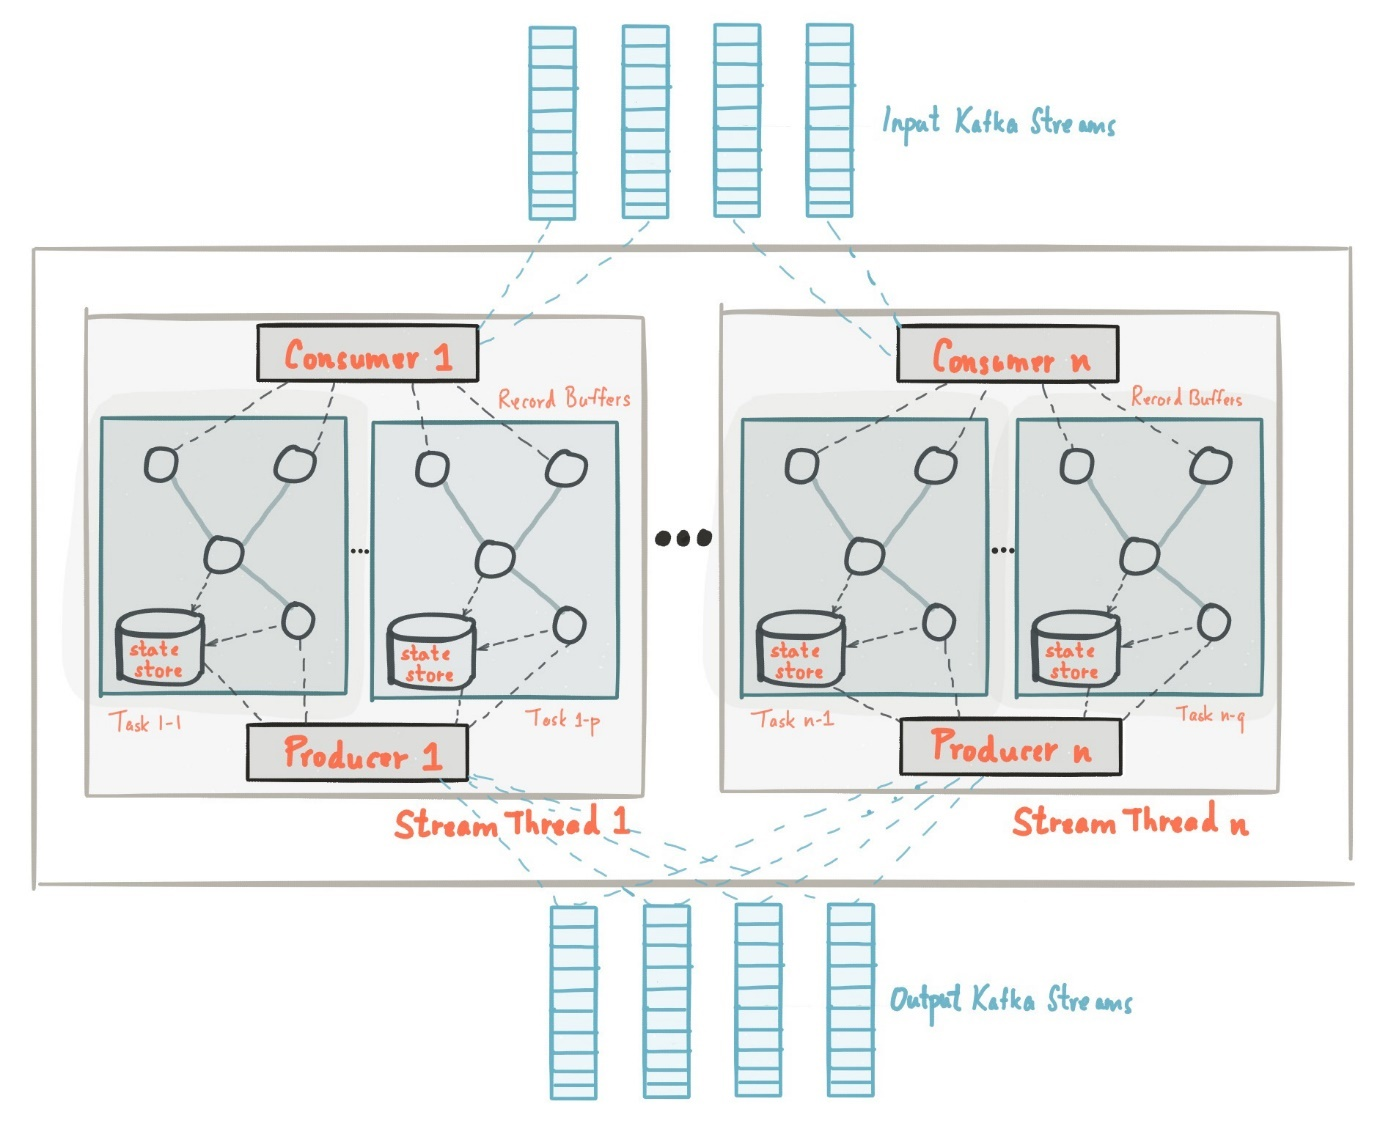 Input Kafka Streams
Consumer 1
Consumer n
Record Buffers
Record Buffers
state
store
state
store
state
store
state
store
Task 1-1
Task 1-p
Task n-1
Task n-q
Producer 1
Producer n
Stream Thread 1
Stream Thread n
Output Kafka Streams